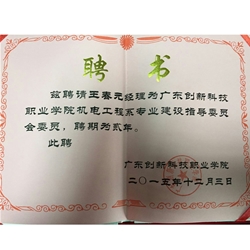 聘书
兹聘请王春元经理为广东创新科技
职业学院机电工程系专业建设指导委员
会委员，聘期为贰年。
此聘
广东创新科技职业学院
二〇一五年十二月三日